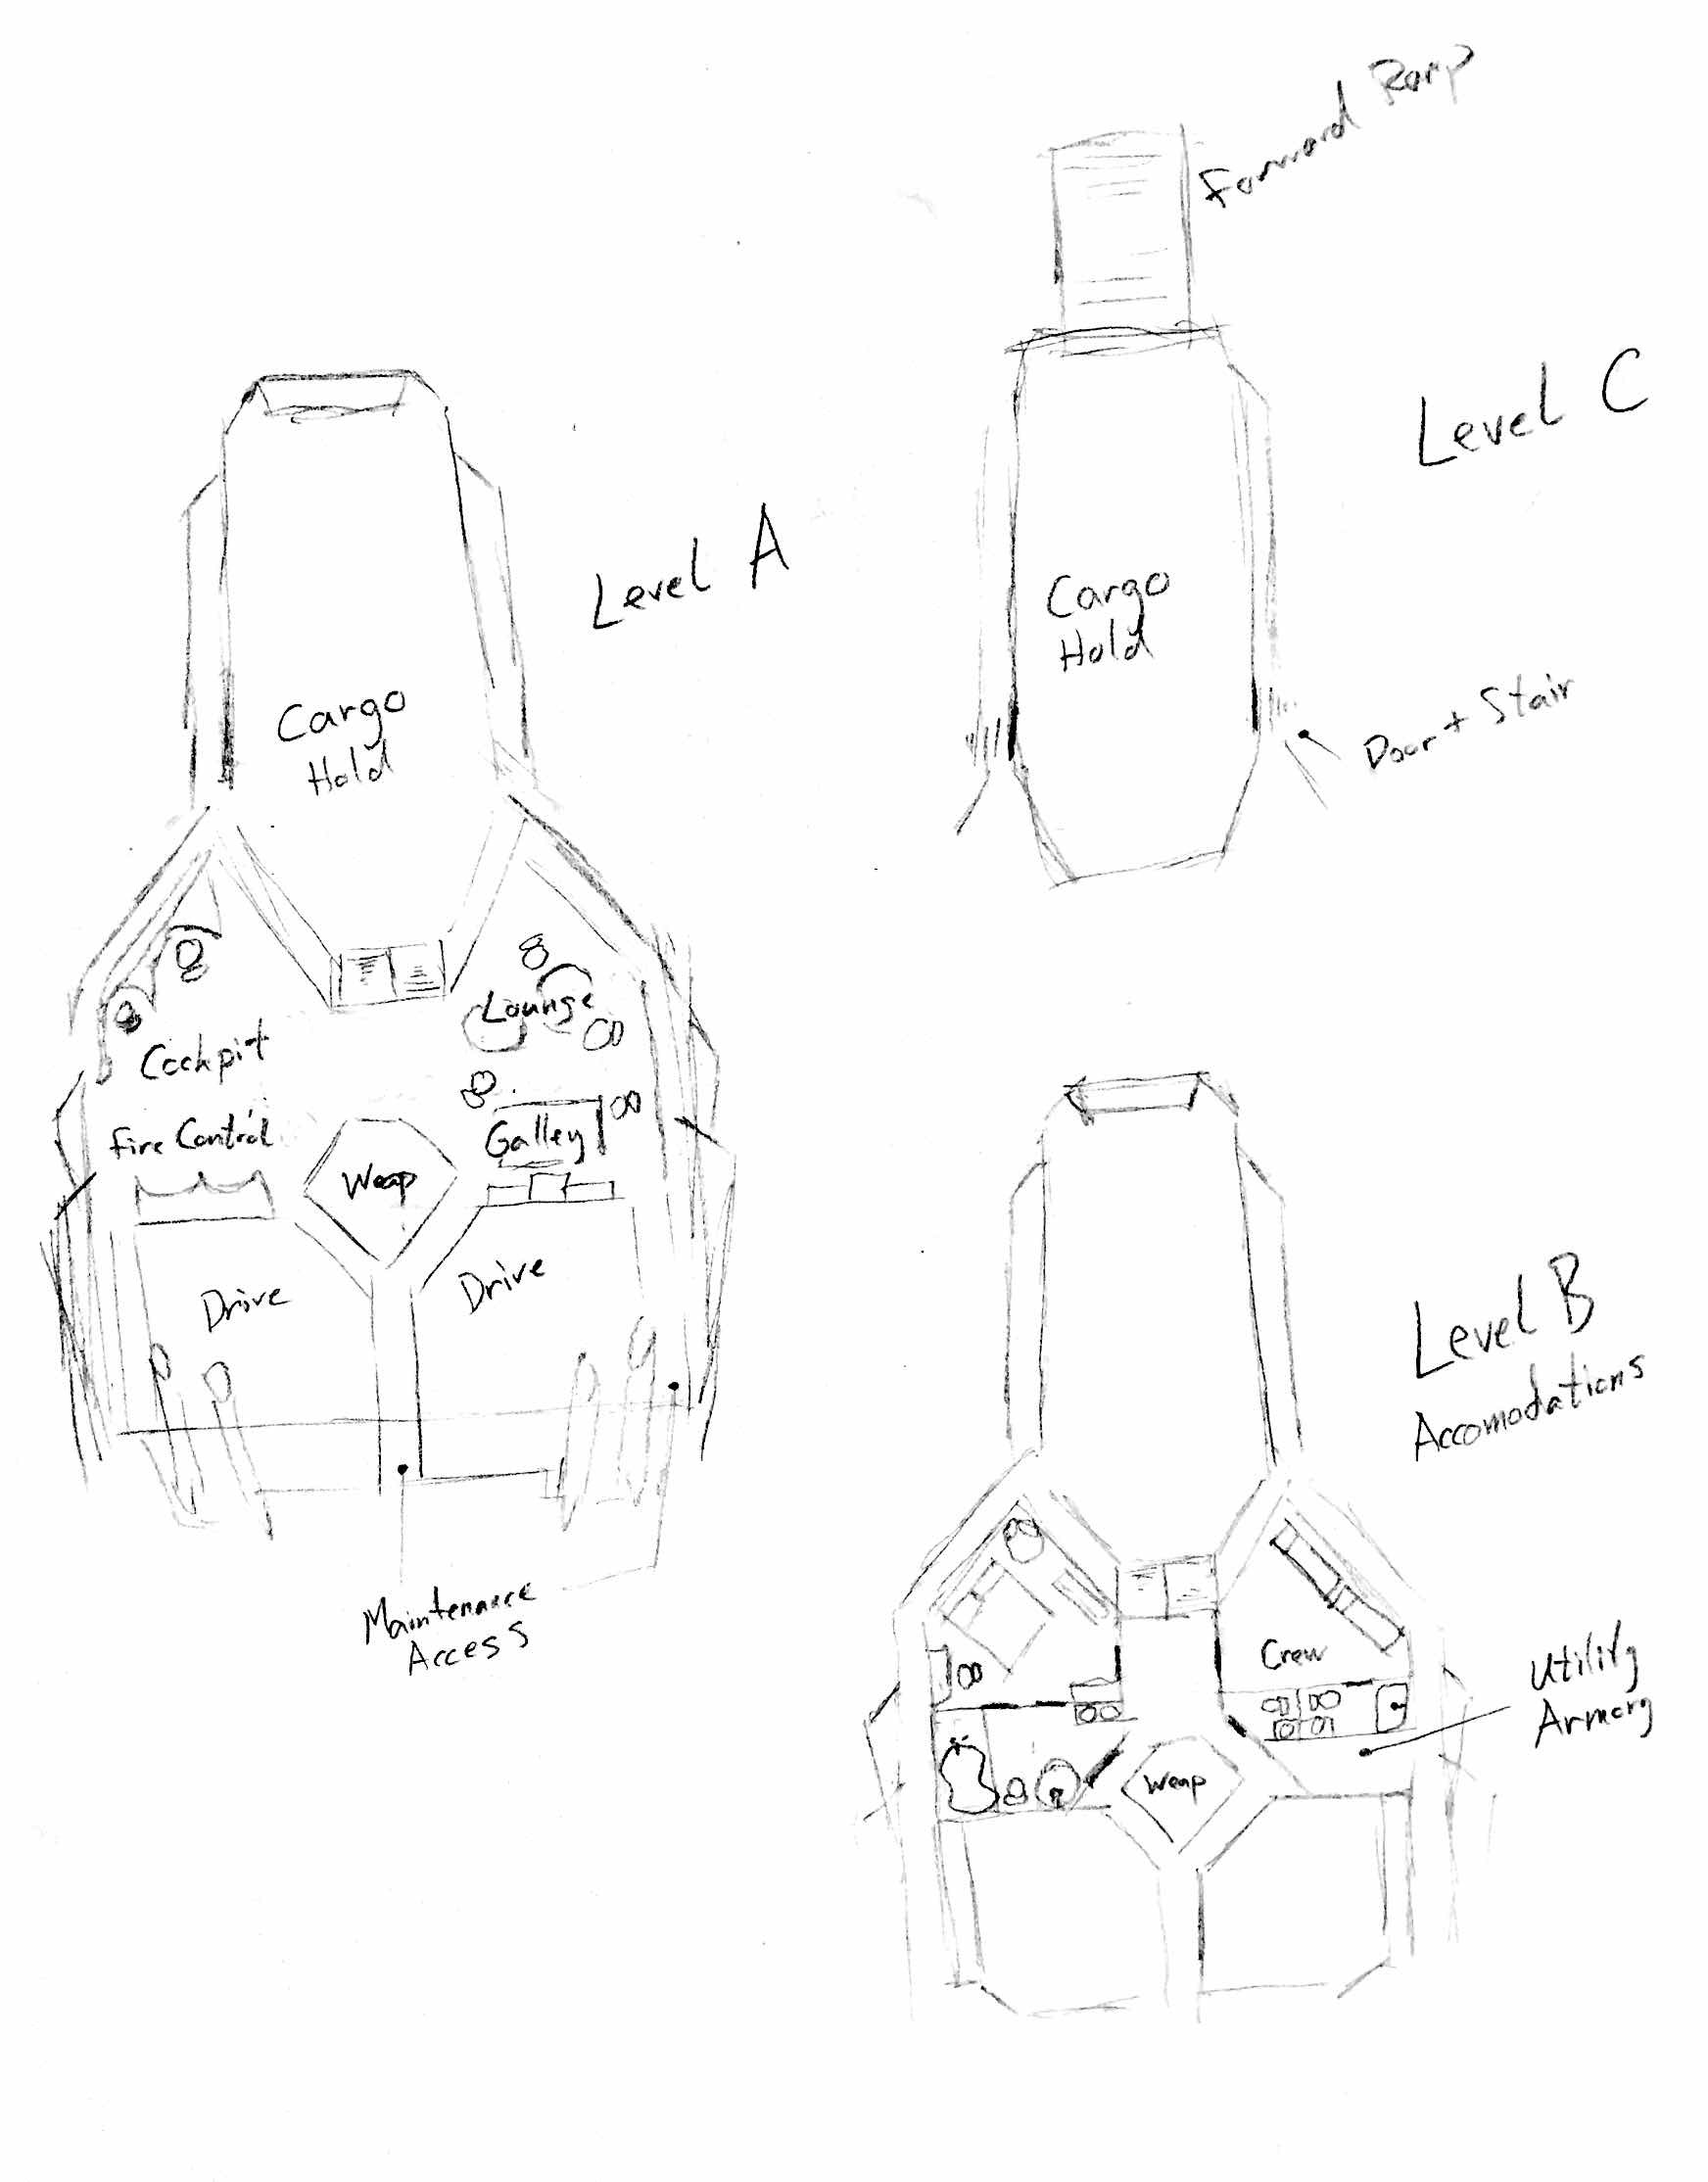 Forward Ramp
Level C
Cargo
Hold
Door + Stair
Level A
Cargo
Hold
Lounge
Cockpit
Fire Control
Weap
Galley
Drive
Drive
Maintenance
Access
Level B
Accomodations
Crew
Utility
Armory
Weap